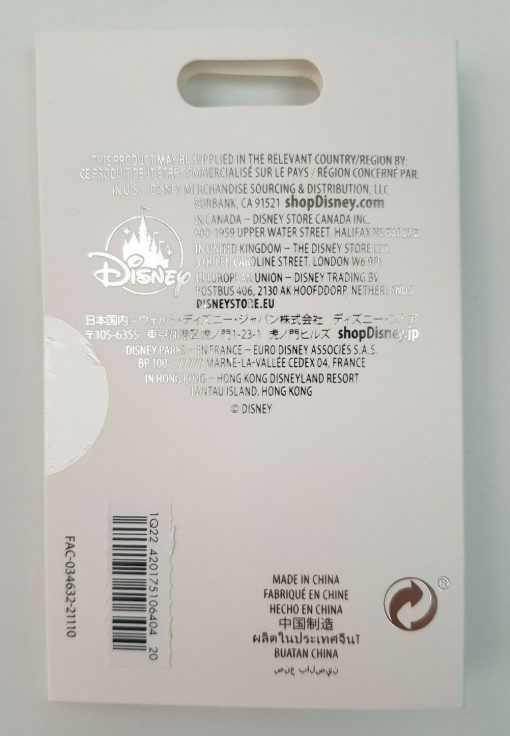 THIS PRODUCT MAY BE SUPPLIED IN THE RELEVANT COUNTRY/REGION BY:
CE PRODUIT PEUT ÊTRE COMMERCIALISÉ SUR LE PAYS / RÉGION CONCERNÉ PAR:
IN U.S. – DISNEY MERCHANDISE SOURCING & DISTRIBUTION, LLC
BURBANK, CA 91521 shopDisney.com
IN CANADA – DISNEY STORE CANADA INC.
900-1959 UPPER WATER STREET, HALIFAX NS B3J2R2
IN UNITED KINGDOM – THE DISNEY STORE LTD.
3 QUEEN CAROLINE STREET, LONDON W6 9PE
IN EUROPEAN UNION – DISNEY TRADING BV
POSTBUS 406, 2130 AK HOOFDDORP, NETHERLANDS
DISNEYSTORE.EU
Disney
日本国内 – ウォルト・ディズニー・ジャパン株式会社 ディズニーストア
〒105-6355 東京都港区虎ノ門1-23-1 虎ノ門ヒルズ shopDisney.jp
DISNEY PARKS – EN FRANCE – EURO DISNEY ASSOCIÉS S.A.S.
BP 100 – 77777 MARNE-LA-VALLÉE CEDEX 04, FRANCE
IN HONG KONG – HONG KONG DISNEYLAND RESORT
LANTAU ISLAND, HONG KONG
© DISNEY
FAC-034632-21110
1Q22 420175106404 20
MADE IN CHINA
FABRIQUÉ EN CHINE
HECHO EN CHINA
中国制造
ผลิตในประเทศจีนT
BUATAN CHINA
صنع بالصين
®